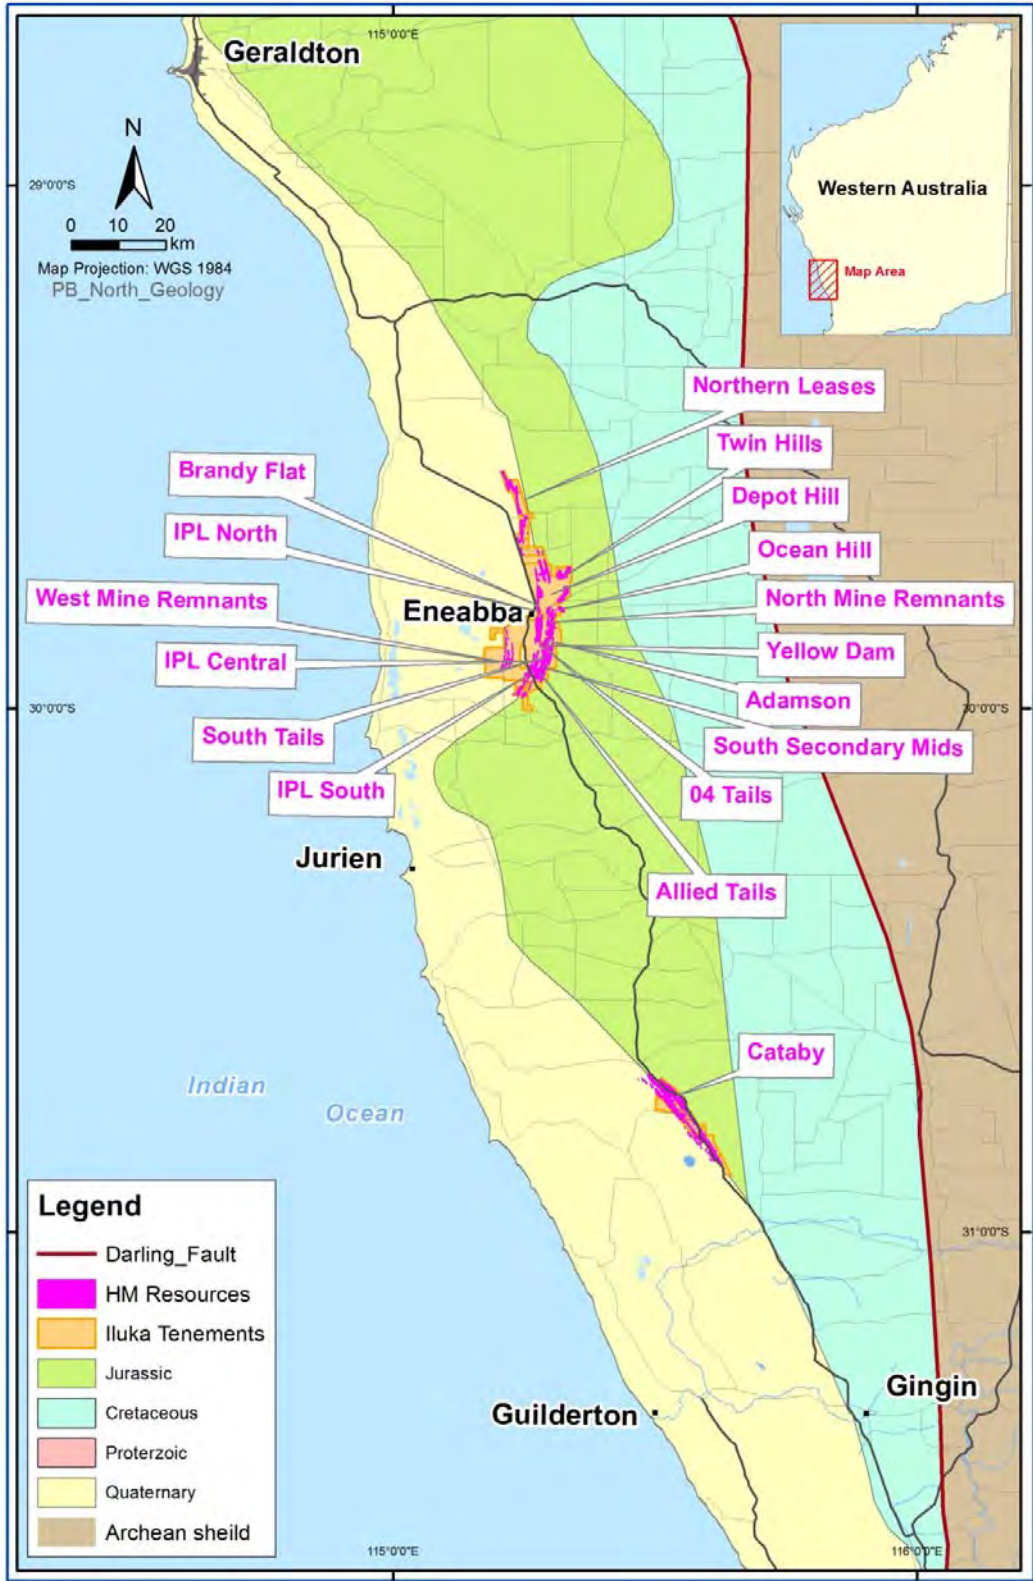 115°0'0"E
Geraldton
N
29°0'0"S
0 10 20
km
Map Projection: WGS 1984
PB_North_Geology
Western Australia
Map Area
Northern Leases
Twin Hills
Brandy Flat
Depot Hill
IPL North
Ocean Hill
West Mine Remnants
Eneabba
North Mine Remnants
IPL Central
Yellow Dam
Adamson
30°0'0"S
South Tails
South Secondary Mids
IPL South
04 Tails
Jurien
Allied Tails
Cataby
Indian
Ocean
Legend
Darling_Fault
31°0'0"S
HM Resources
Iluka Tenements
Jurassic
Cretaceous
Proterzoic
Quaternary
Archean sheild
Gingin
Guilderton
115°0'0"E
116°0'0"E